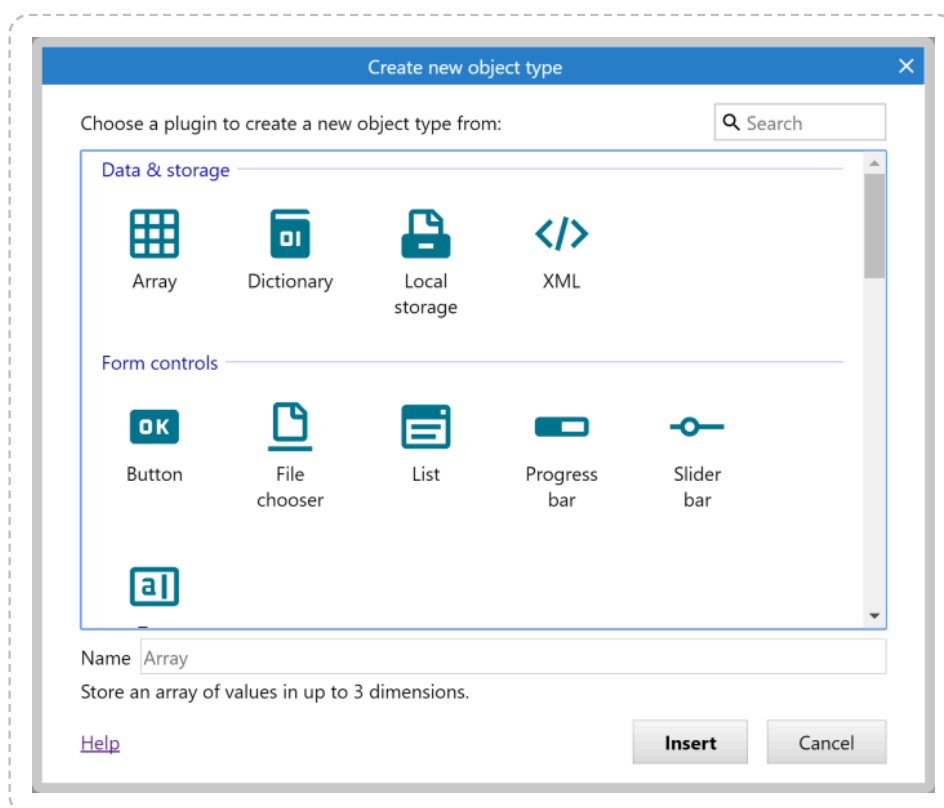 Create new object type
Choose a plugin to create a new object type from:
Search
Data & storage
Array
Dictionary
Local
storage
XML
Form controls
OK
Button
File
chooser
List
Progress
bar
Slider
bar
a
Name
Array
Store an array of values in up to 3 dimensions.
Help
Insert
Cancel